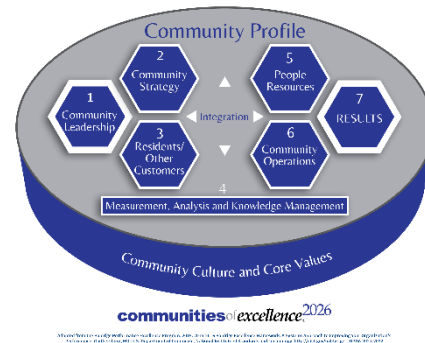 Community Profile
1
Community
Leadership
2
Community
Strategy
3
Residents/
Other
Customers
Integration
5
People
Resources
6
Community
Operations
7
RESULTS
4
Measurement, Analysis and Knowledge Management
Community Culture and Core Values
communities of excellence 2026